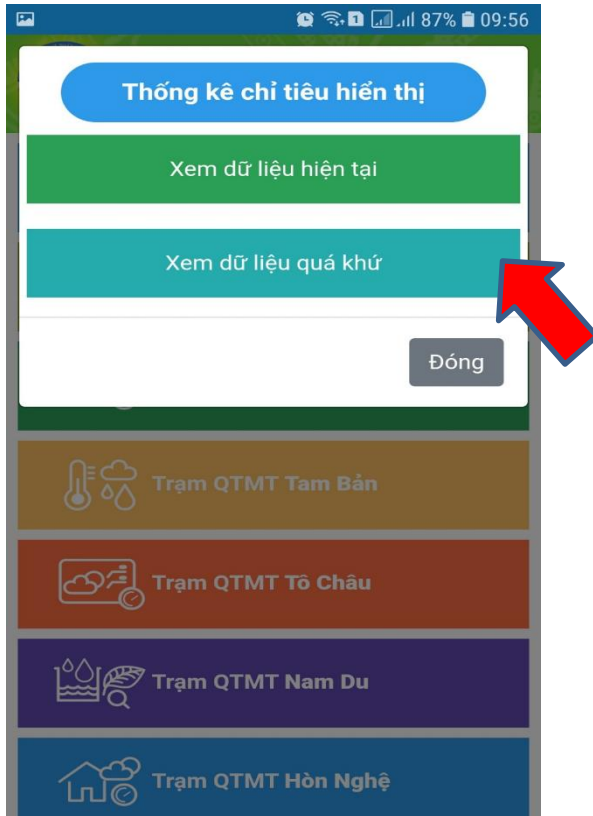 1 87% 09:56
Thống kê chỉ tiêu hiển thị
Xem dữ liệu hiện tại
Xem dữ liệu quá khứ
Đóng
Trạm QTMT Tam Bản
Trạm QTMT Tô Châu
Trạm QTMT Nam Du
Trạm QTMT Hòn Nghệ